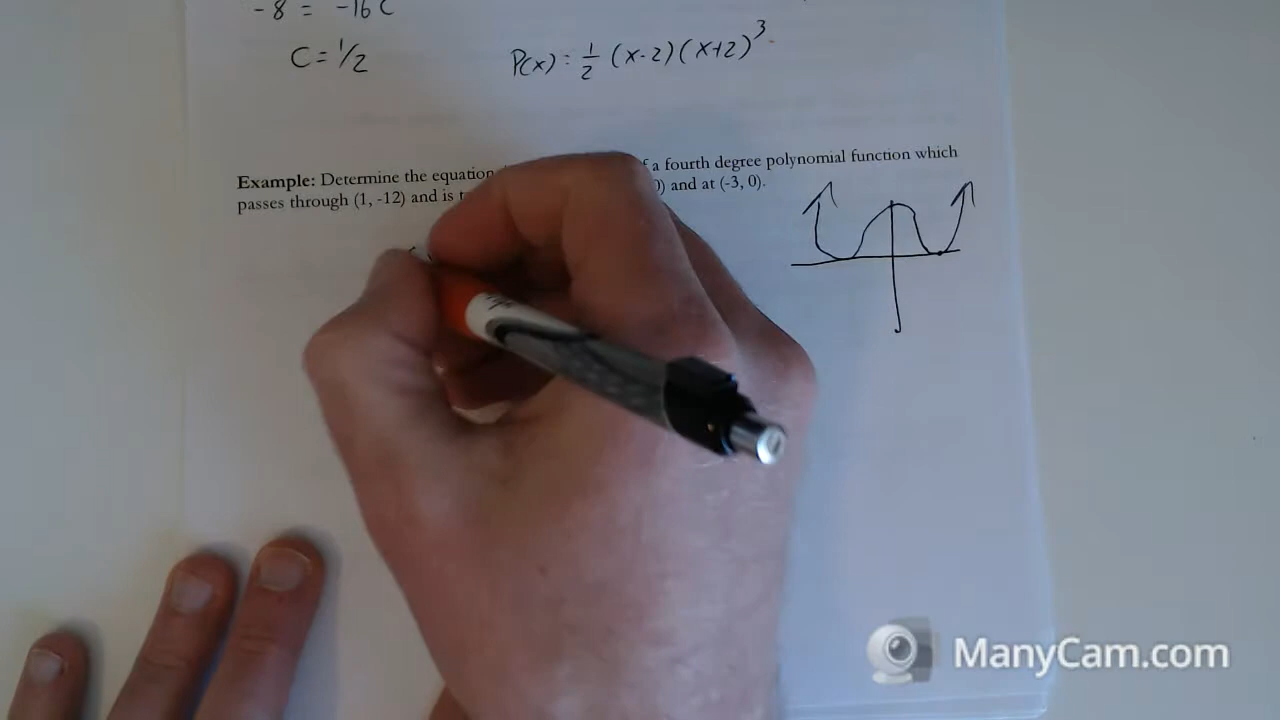 -8 = -16 C
C = 1/2
P(x) = 1/2 (x-2)(x+2)^3
Example: Determine the equation a fourth degree polynomial function which
passes through (1, -12) and is and at (-3, 0).
ManyCam.com